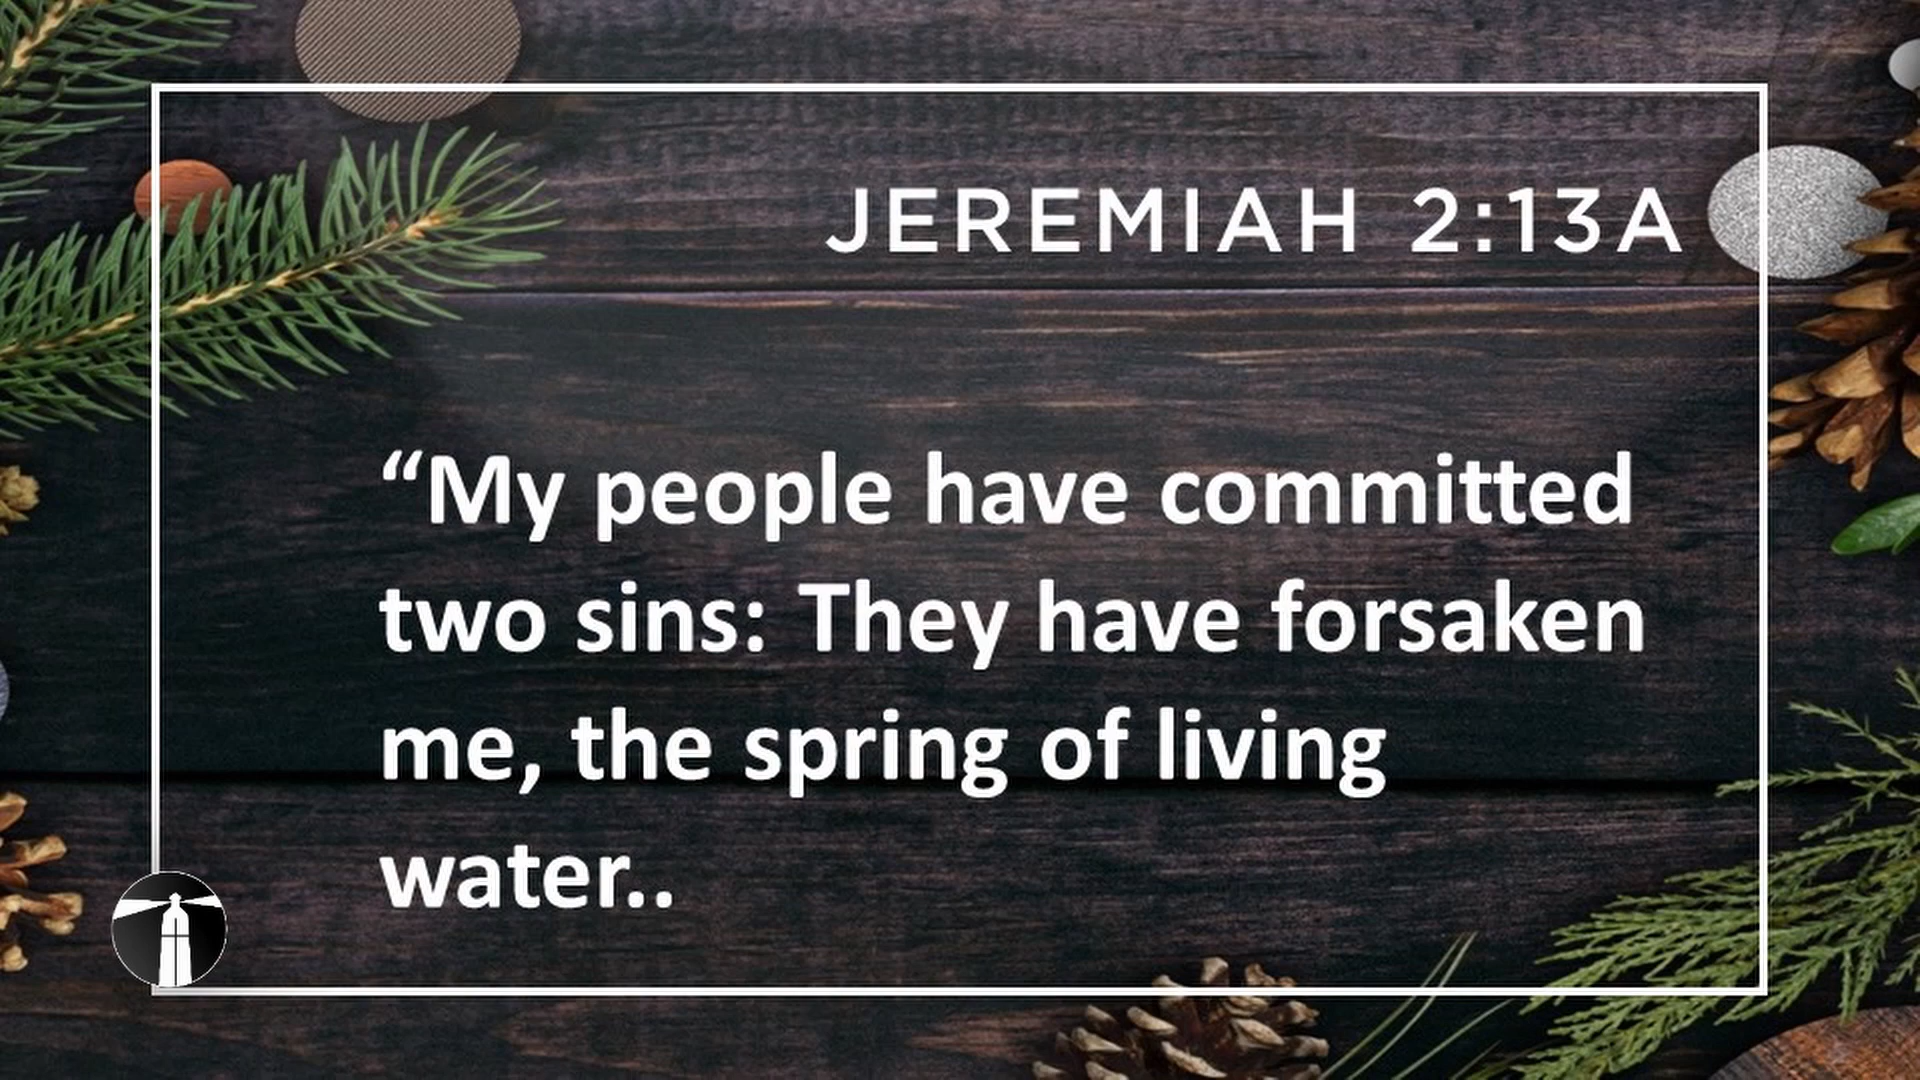 JEREMIAH 2:13A
“My people have committed
two sins: They have forsaken
me, the spring of living
water..